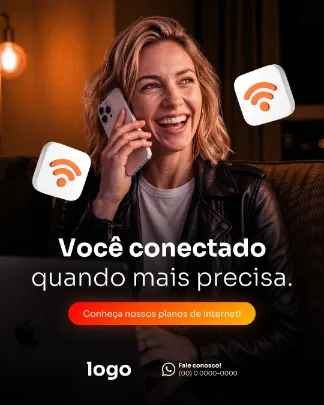 Você conectado
quando mais precisa.
Conheça nossos planos de internet!
logo
Fale conosco!
(00) 0 0000-0000